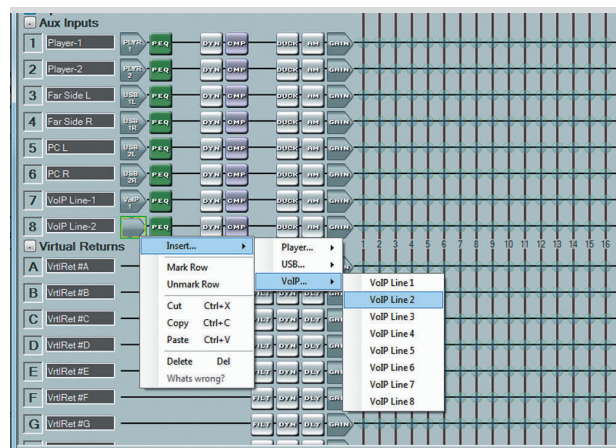 Aux Inputs
1 Player-1 PLYR 1 PEQ DYN CMP DUCK AM GAIN
2 Player-2 PLYR 2 PEQ DYN CMP DUCK AM GAIN
3 Far Side L USB 1L PEQ DYN CMP DUCK AM GAIN
4 Far Side R USB 1R PEQ DYN CMP DUCK AM GAIN
5 PC L USB 2L PEQ DYN CMP DUCK AM GAIN
6 PC R USB 2R PEQ DYN CMP DUCK AM GAIN
7 VoIP Line-1 VoIP 1 PEQ DYN CMP DUCK AM GAIN
8 VoIP Line-2 PEQ DYN CMP DUCK AM GAIN
Virtual Returns
1 2 3 4 5 6 7 8 9 10 11 12 13 14 15 16
A VrtlRet #A
B VrtlRet #B
C VrtlRet #C
D VrtlRet #D
E VrtlRet #E FILT DYN DLY
F VrtlRet #F FILT DYN DLY
G VrtlRet #G FILT DYN DLY GAIN
Insert...
Mark Row
Unmark Row
Cut Ctrl+X
Copy Ctrl+C
Paste Ctrl+V
Delete Del
Whats wrong?
Player...
USB...
VoIP...
VoIP Line 1
VoIP Line 2
VoIP Line 3
VoIP Line 4
VoIP Line 5
VoIP Line 6
VoIP Line 7
VoIP Line 8